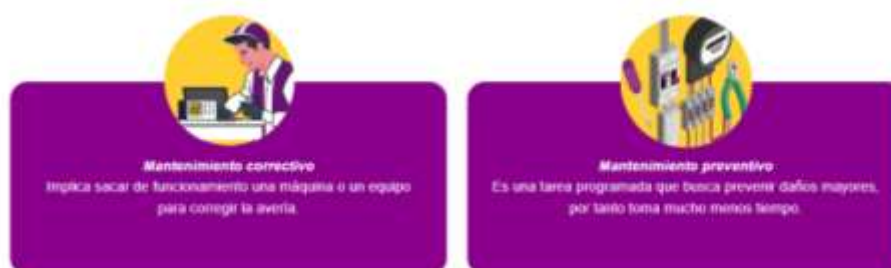 Mantenimiento correctivo
Implica sacar de funcionamiento una máquina o un equipo
para corregir la avería.
Mantenimiento preventivo
Es una tarea programada que busca prevenir daños mayores,
por tanto toma mucho menos tiempo.